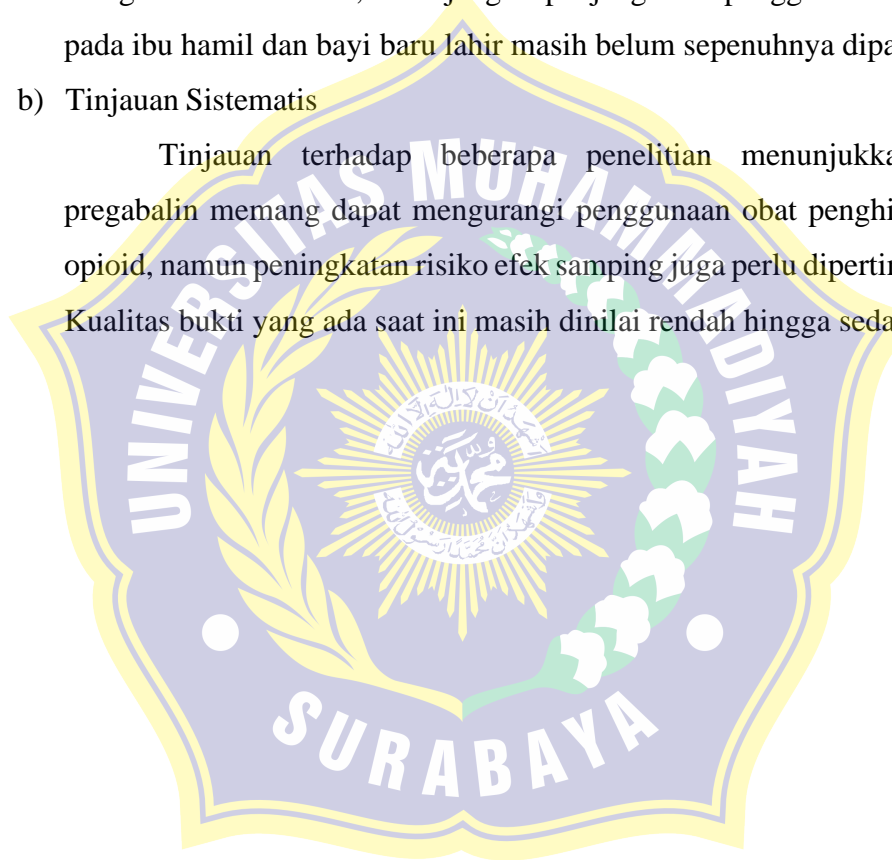 pada ibu hamil dan bayi baru lahir masih belum sepenuhnya dipa
b) Tinjauan Sistematis
Tinjauan terhadap beberapa penelitian menunjukka
pregabalin memang dapat mengurangi penggunaan obat penghi
opioid, namun peningkatan risiko efek samping juga perlu dipertin
Kualitas bukti yang ada saat ini masih dinilai rendah hingga seda
UNIVERSITAS MUHAMMADIYAH
SURABAYA